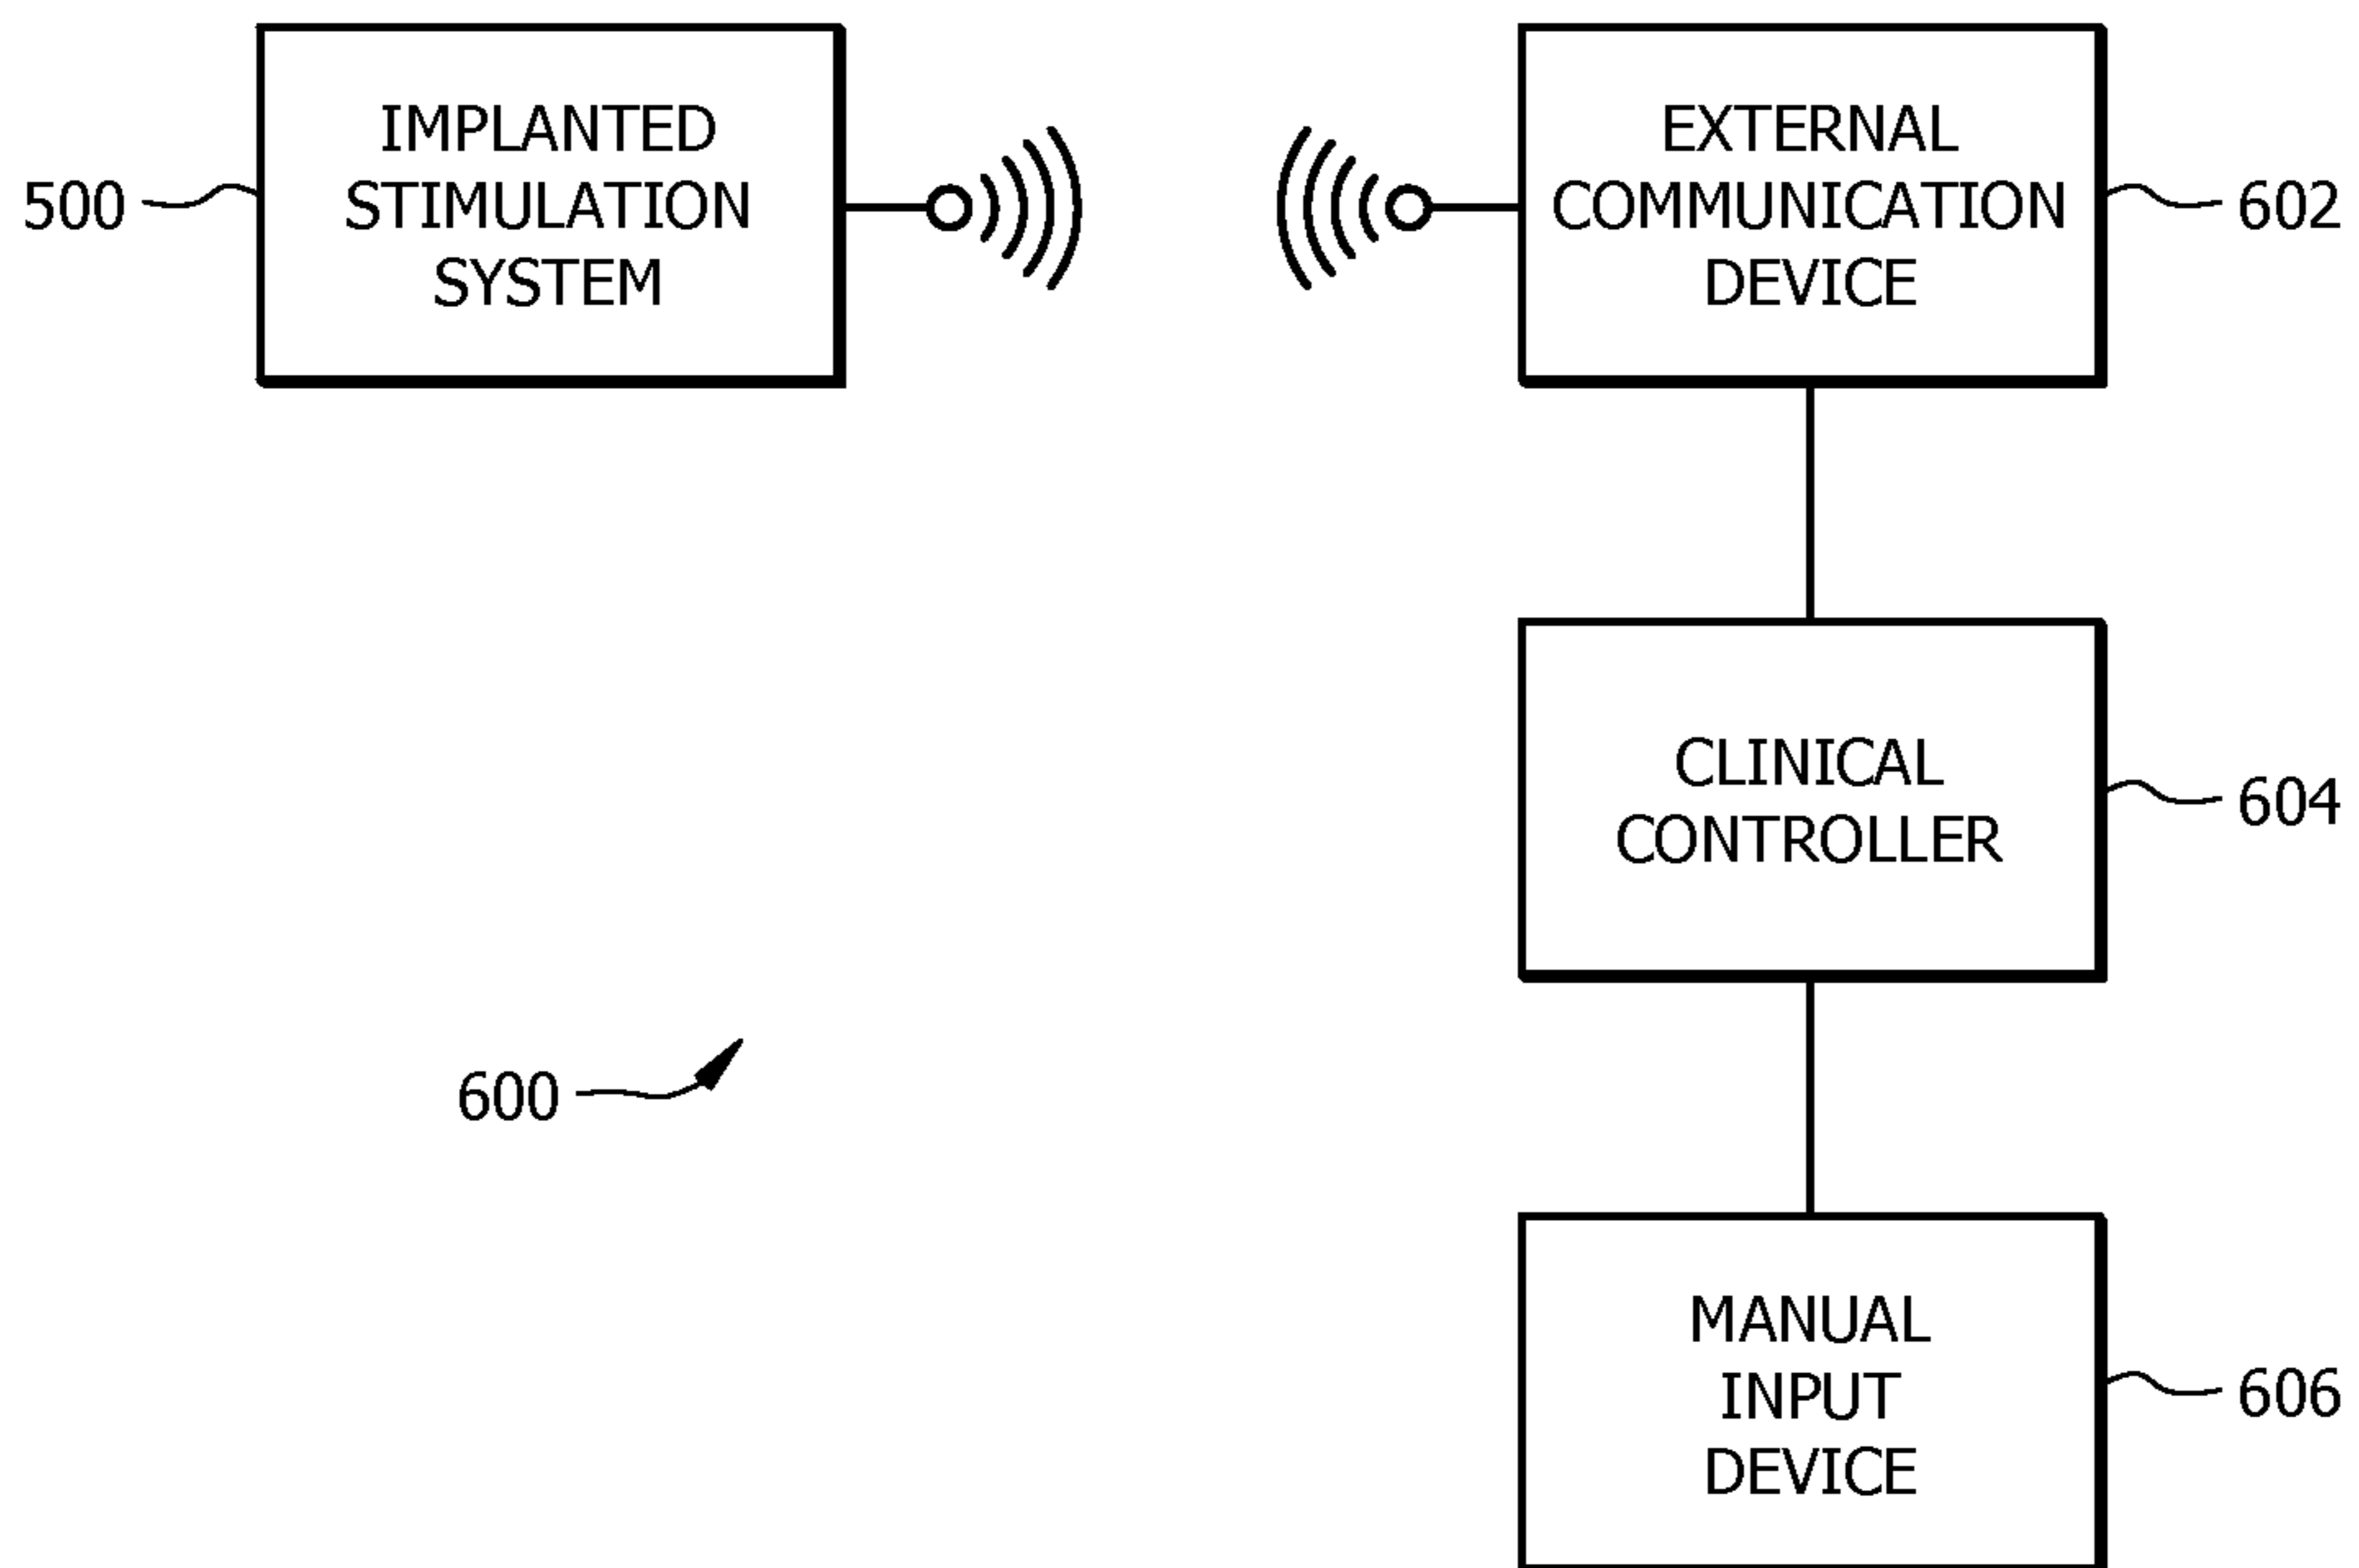 IMPLANTED
STIMULATION
SYSTEM
500
EXTERNAL
COMMUNICATION
DEVICE
602
CLINICAL
CONTROLLER
604
600
MANUAL
INPUT
DEVICE
606